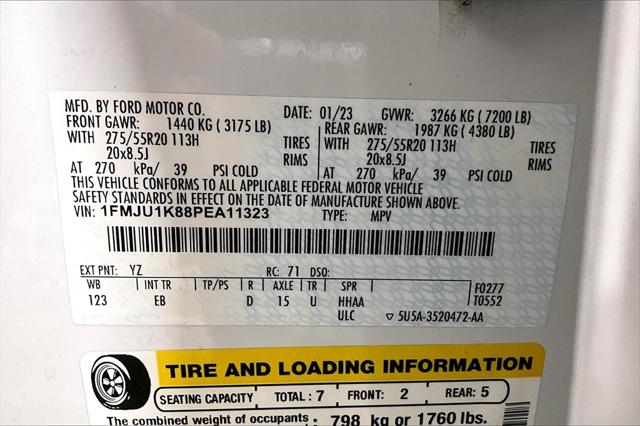 MFD. BY FORD MOTOR CO. DATE: 01/23 GVWR: 3266 KG ( 7200 LB)
FRONT GAWR: 1440 KG ( 3175 LB) REAR GAWR: 1987 KG ( 4380 LB)
WITH 275/55R20 113H TIRES WITH 275/55R20 113H TIRES
20x8.5J RIMS 20x8.5J RIMS
AT 270 kPa/ 39 PSI COLD AT 270 kPa/ 39 PSI COLD
THIS VEHICLE CONFORMS TO ALL APPLICABLE FEDERAL MOTOR VEHICLE
SAFETY STANDARDS IN EFFECT ON THE DATE OF MANUFACTURE SHOWN ABOVE.
VIN: 1FMJU1K88PEA11323 TYPE: MPV
EXT PNT: YZ RC: 71 DSO:
WB INT TR TP/PS R AXLE TR SPR F0277
123 EB D 15 U HHAA T0552
ULC ▽ 5U5A-3520472-AA
TIRE AND LOADING INFORMATION
SEATING CAPACITY TOTAL : 7 FRONT: 2 REAR: 5
The combined weight of occupants 798 kg or 1760 lbs.